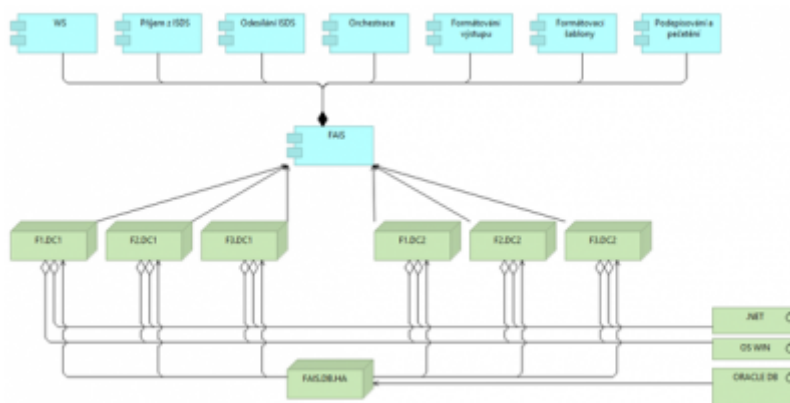 WS
Příjem z ISDS
Odesílání ISDS
Orchestrace
Formátování
výstupu
Formátovací
šablony
Podepisování a
pečetění
FAIS
F1.DC1
F2.DC1
F3.DC1
F1.DC2
F2.DC2
F3.DC2
.NET
OS WIN
FAIS.DB.HA
ORACLE DB